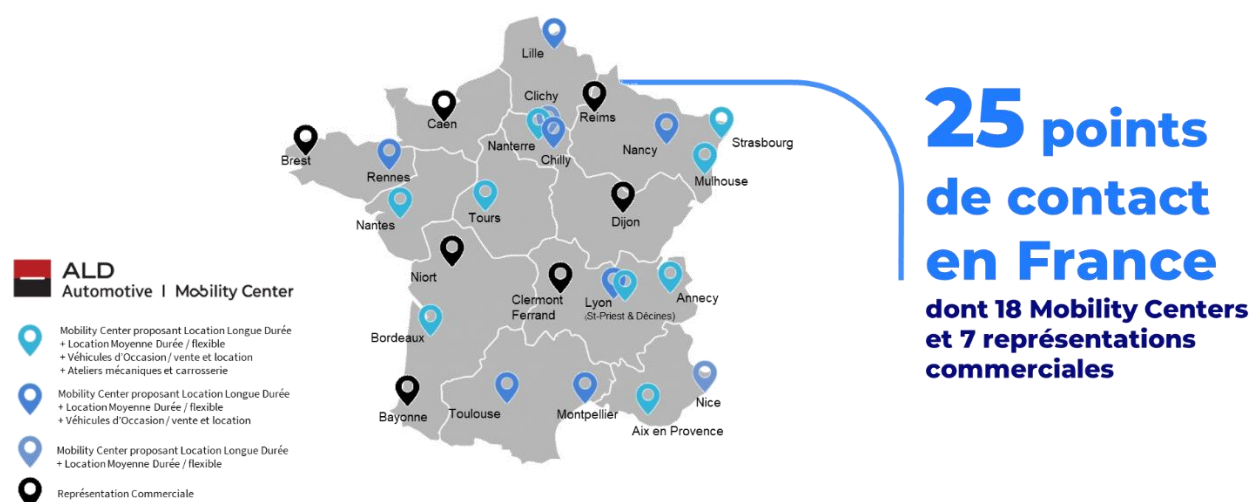 Lille
Clichy
Caen
Reims
Nanterre
Chilly
Nancy
Strasbourg
Brest
Rennes
Mulhouse
Nantes
Tours
Dijon
Niort
Clermont
Ferrand
Lyon
(St-Priest & Décines)
Annecy
Bordeaux
Bayonne
Toulouse
Montpellier
Nice
Aix en Provence
25 points
de contact
en France
dont 18 Mobility Centers
et 7 représentations
commerciales
ALD
Automotive | Mobility Center
Mobility Center proposant Location Longue Durée
+ Location Moyenne Durée / flexible
+ Véhicules d'Occasion / vente et location
+ Ateliers mécaniques et carrosserie
Mobility Center proposant Location Longue Durée
+ Location Moyenne Durée / flexible
+ Véhicules d'Occasion / vente et location
Mobility Center proposant Location Longue Durée
+ Location Moyenne Durée / flexible
Représentation Commerciale